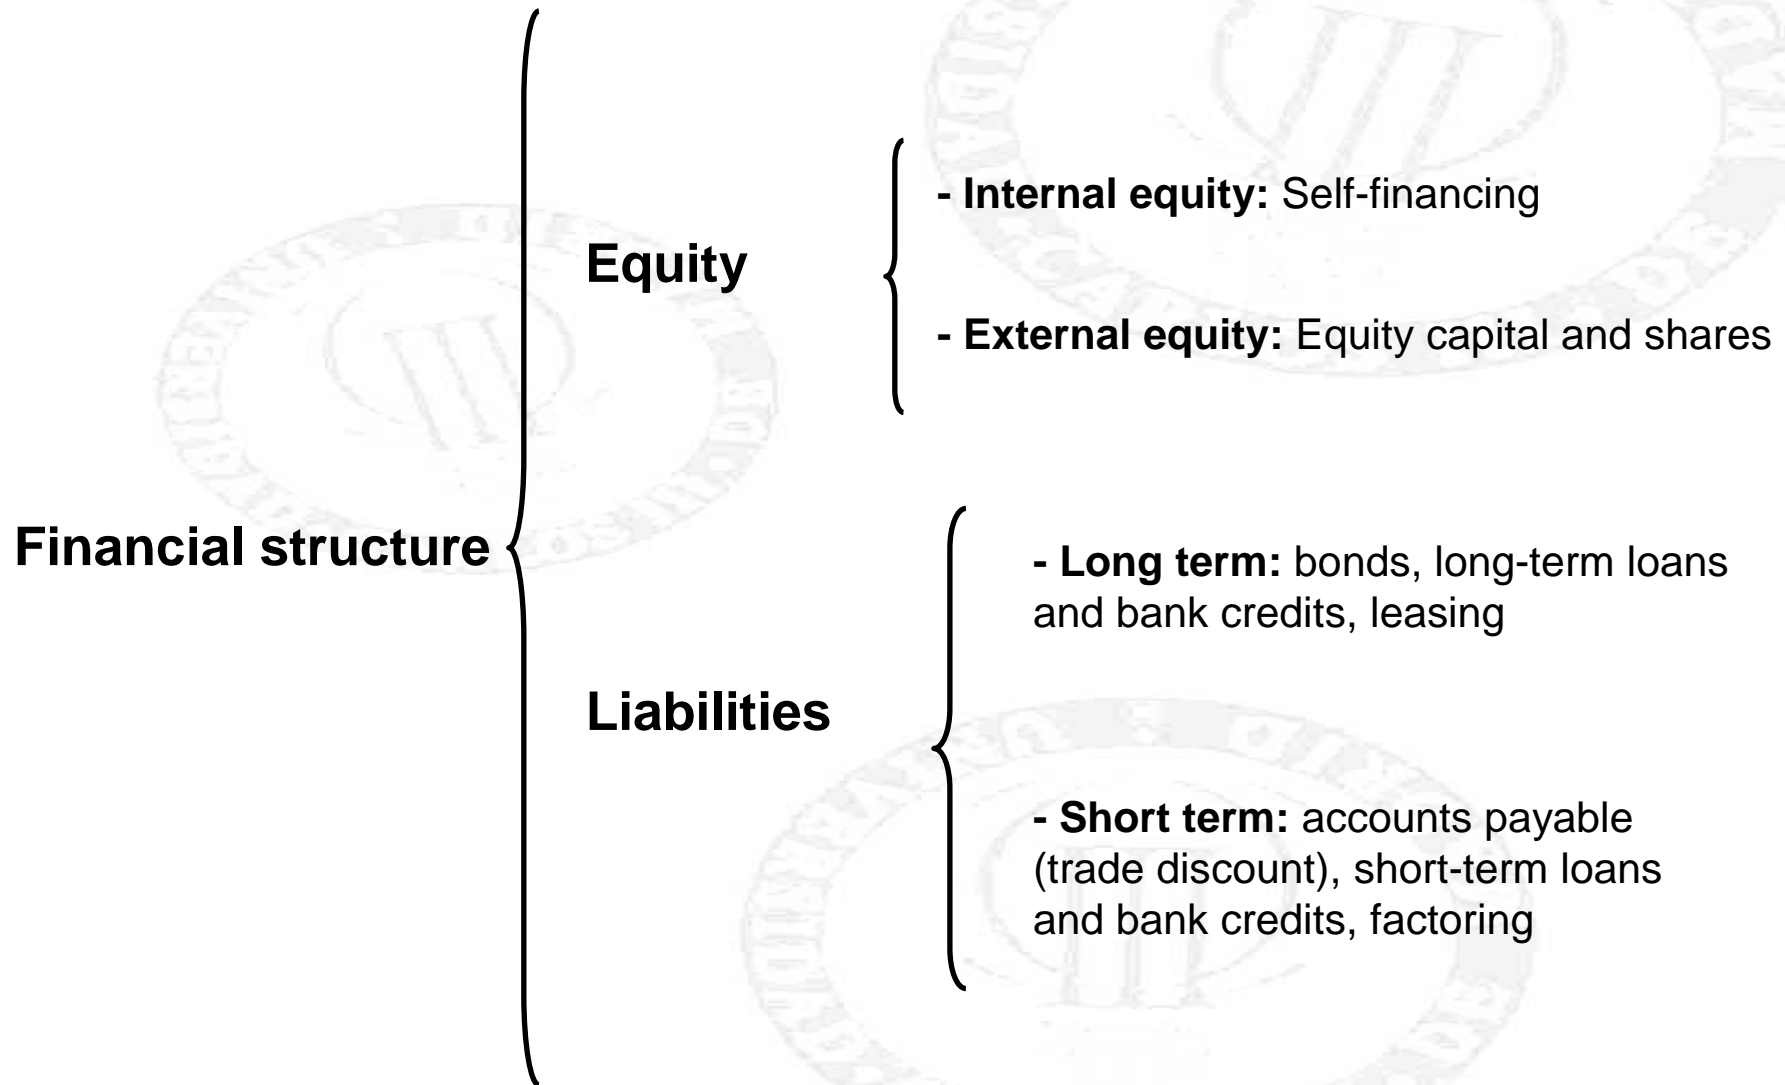 Financial structure
Equity
- Internal equity: Self-financing
- External equity: Equity capital and shares
Liabilities
- Long term: bonds, long-term loans
and bank credits, leasing
- Short term: accounts payable
(trade discount), short-term loans
and bank credits, factoring